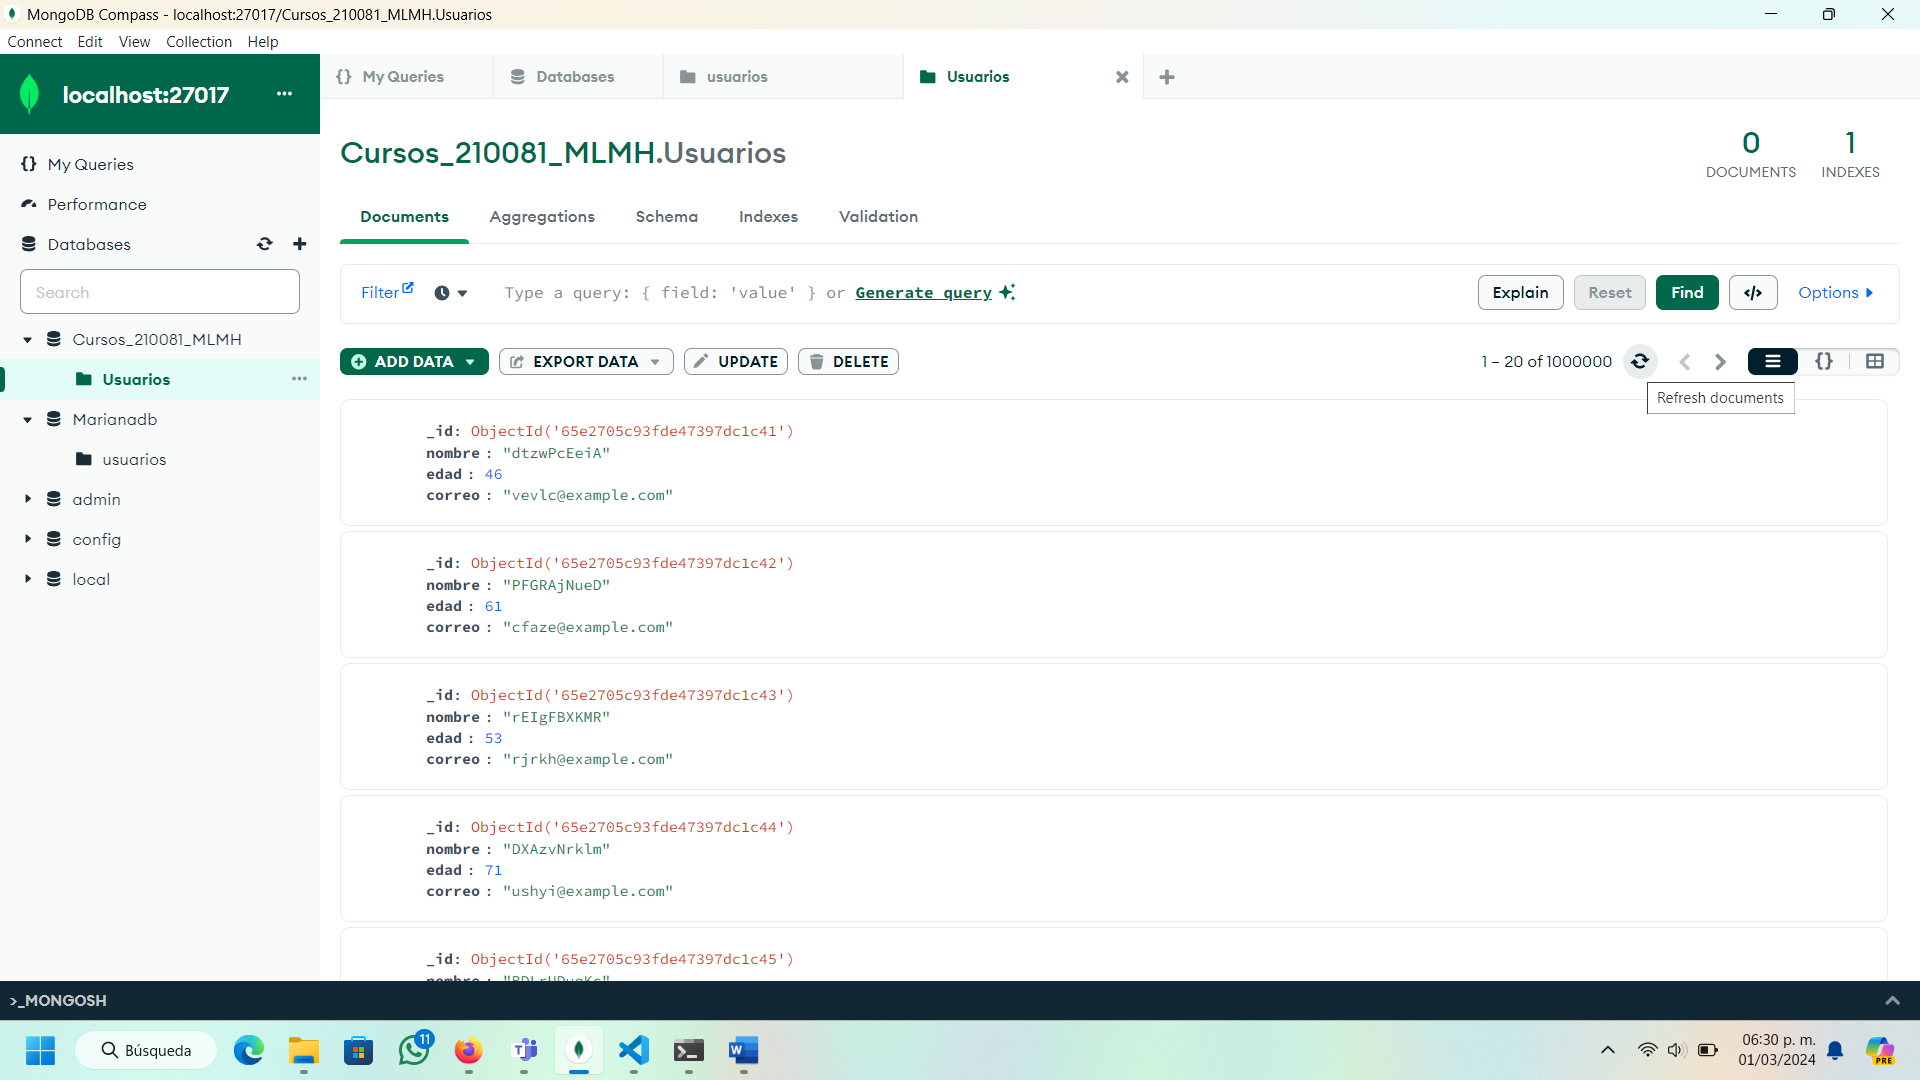 MongoDB Compass - localhost:27017/Cursos_210081_MLMH.Usuarios
Connect Edit View Collection Help
localhost:27017
My Queries
Databases
usuarios
Usuarios
My Queries
Performance
Databases
Search
Cursos_210081_MLMH
Usuarios
Marianadb
usuarios
admin
config
local
Cursos_210081_MLMH.Usuarios
0
DOCUMENTS
1
INDEXES
Documents Aggregations Schema Indexes Validation
Filter Type a query: { field: 'value' } or Generate query Explain Reset Find </> Options
ADD DATA EXPORT DATA UPDATE DELETE 1 – 20 of 1000000 {}
Refresh documents
_id: ObjectId('65e2705c93fde47397dc1c41')
nombre : "dtzwPcEeiA"
edad : 46
correo : "vevlc@example.com"
_id: ObjectId('65e2705c93fde47397dc1c42')
nombre : "PFGRAjNueD"
edad : 61
correo : "cfaze@example.com"
_id: ObjectId('65e2705c93fde47397dc1c43')
nombre : "rEIgFBXKMR"
edad : 53
correo : "rjrkh@example.com"
_id: ObjectId('65e2705c93fde47397dc1c44')
nombre : "DXAzvNrklm"
edad : 71
correo : "ushyi@example.com"
_id: ObjectId('65e2705c93fde47397dc1c45')
nombre :
>_MONGOSH
Búsqueda
11
06:30 p. m.
01/03/2024
PRE